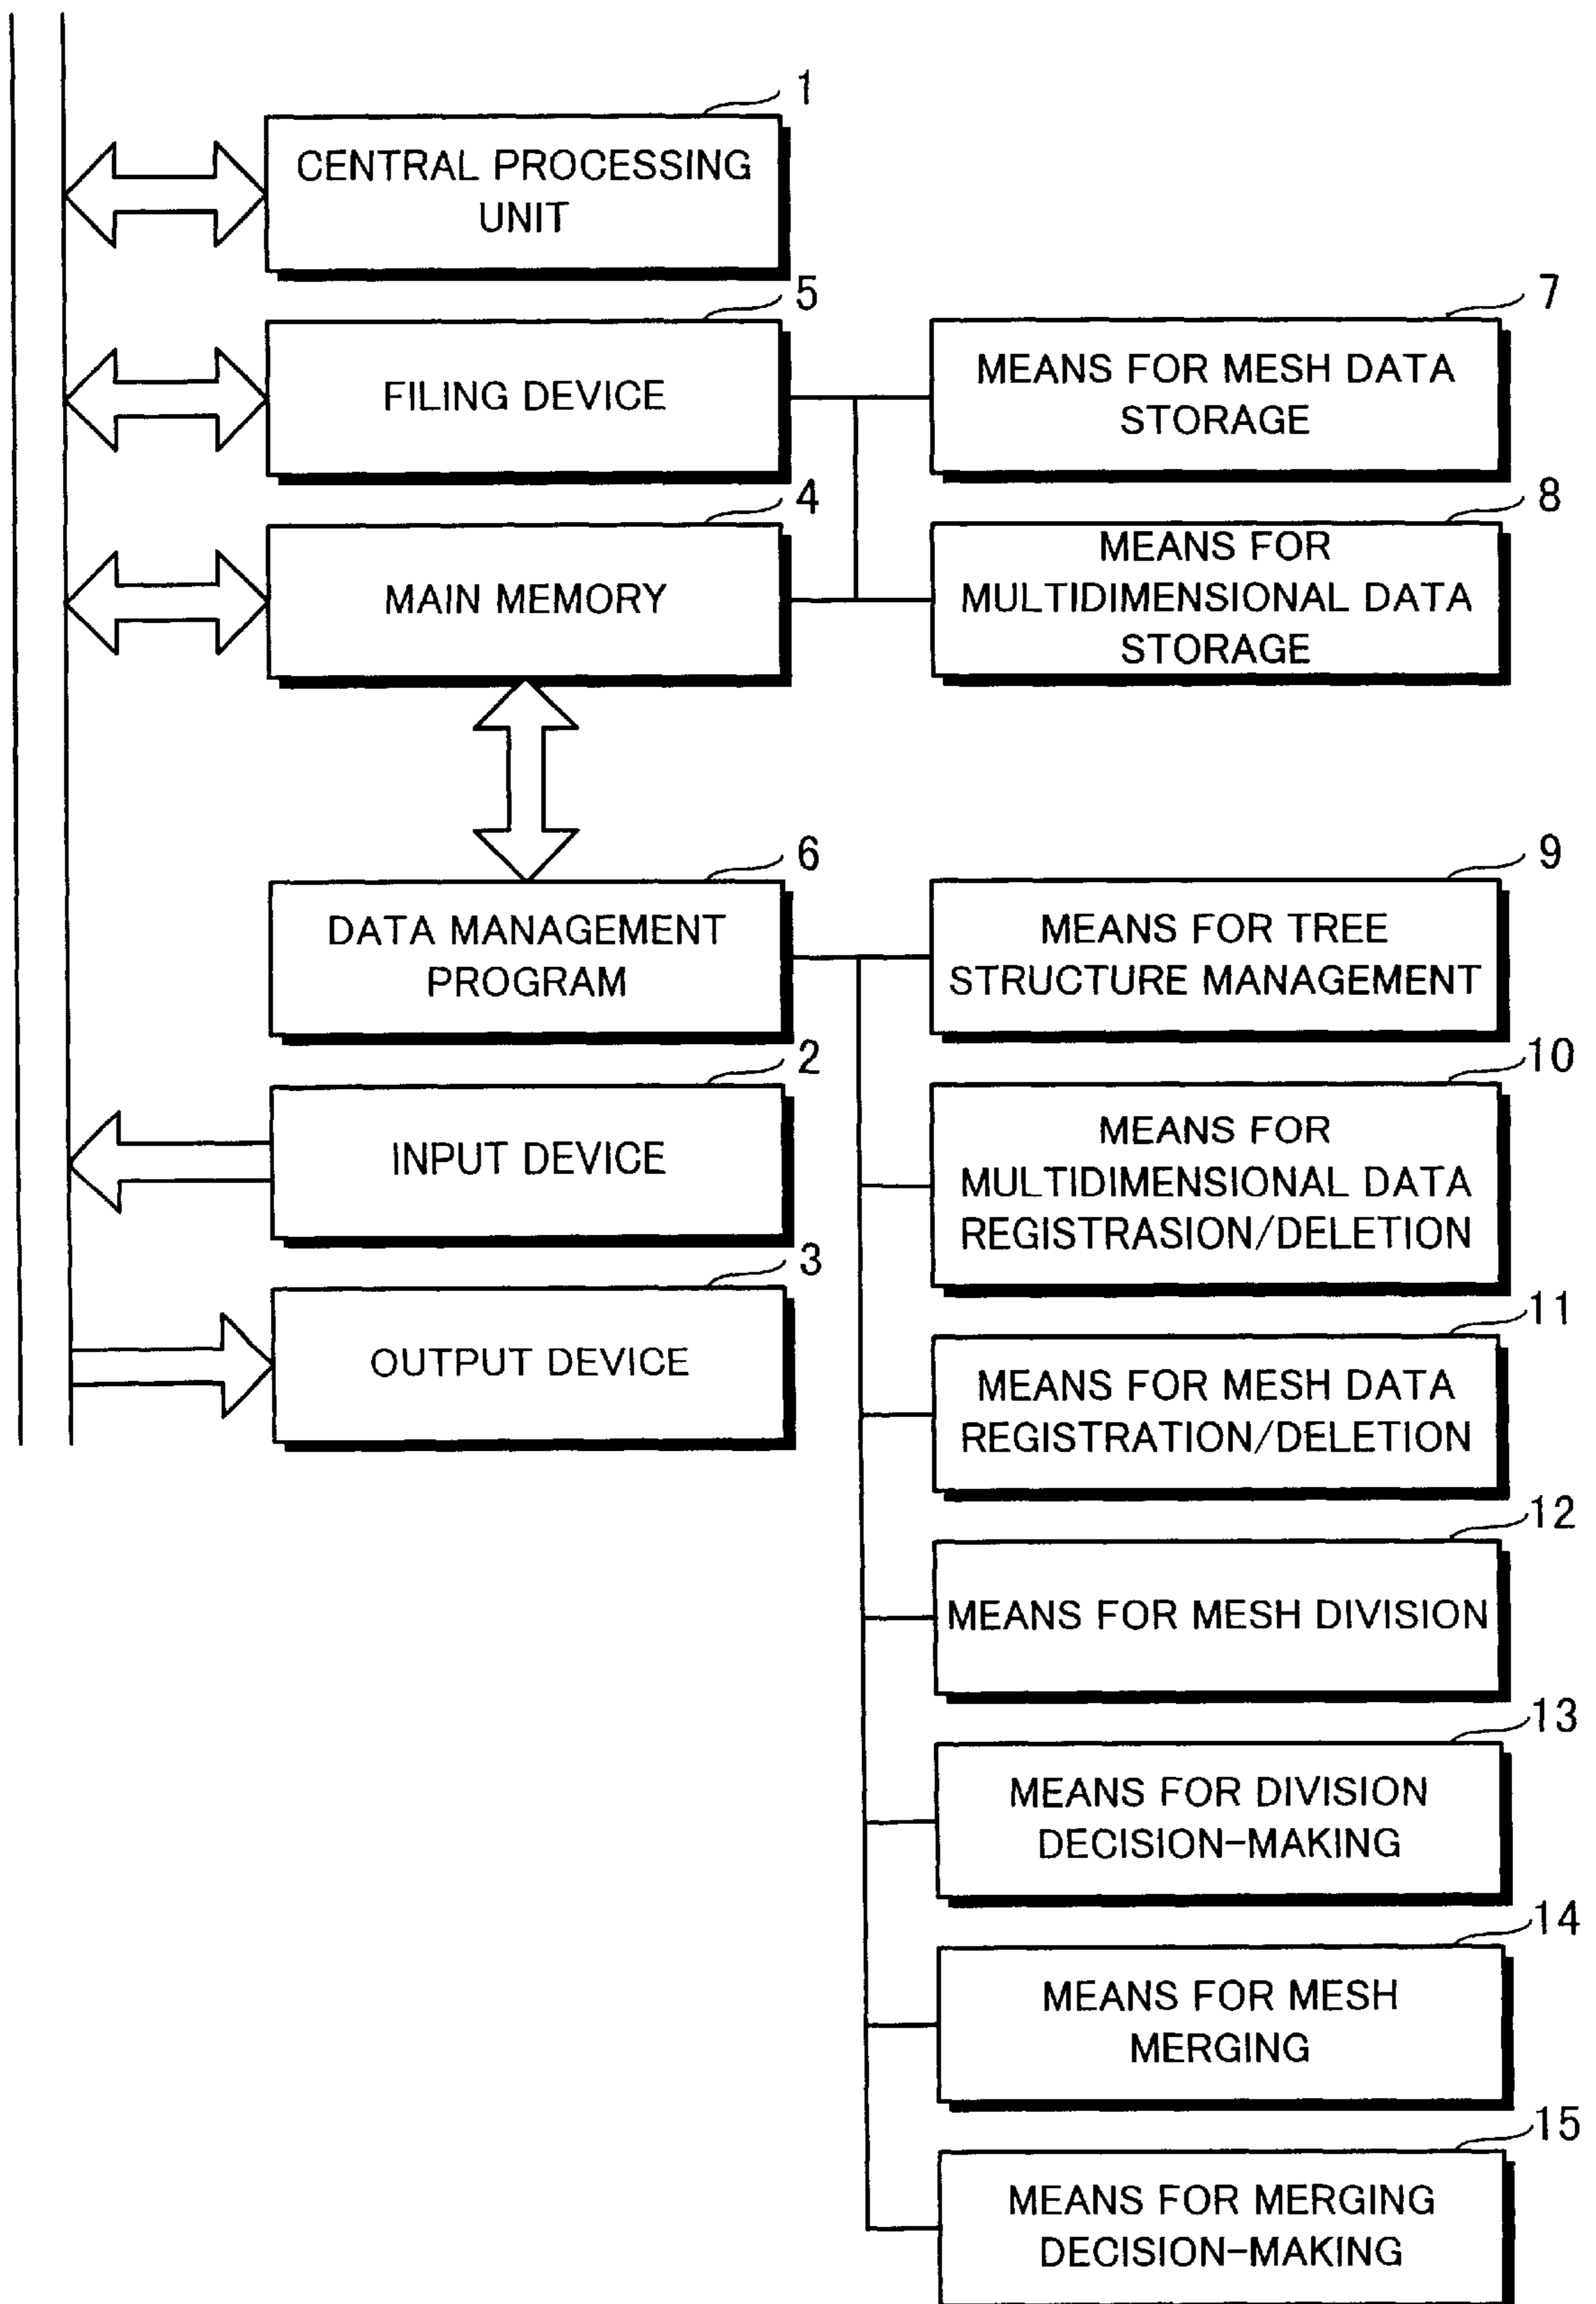 1
CENTRAL PROCESSING
UNIT
5
FILING DEVICE
7
MEANS FOR MESH DATA
STORAGE
4
MAIN MEMORY
8
MEANS FOR
MULTIDIMENSIONAL DATA
STORAGE
6
DATA MANAGEMENT
PROGRAM
9
MEANS FOR TREE
STRUCTURE MANAGEMENT
2
INPUT DEVICE
10
MEANS FOR
MULTIDIMENSIONAL DATA
REGISTRASION/DELETION
3
OUTPUT DEVICE
11
MEANS FOR MESH DATA
REGISTRATION/DELETION
12
MEANS FOR MESH DIVISION
13
MEANS FOR DIVISION
DECISION-MAKING
14
MEANS FOR MESH
MERGING
15
MEANS FOR MERGING
DECISION-MAKING